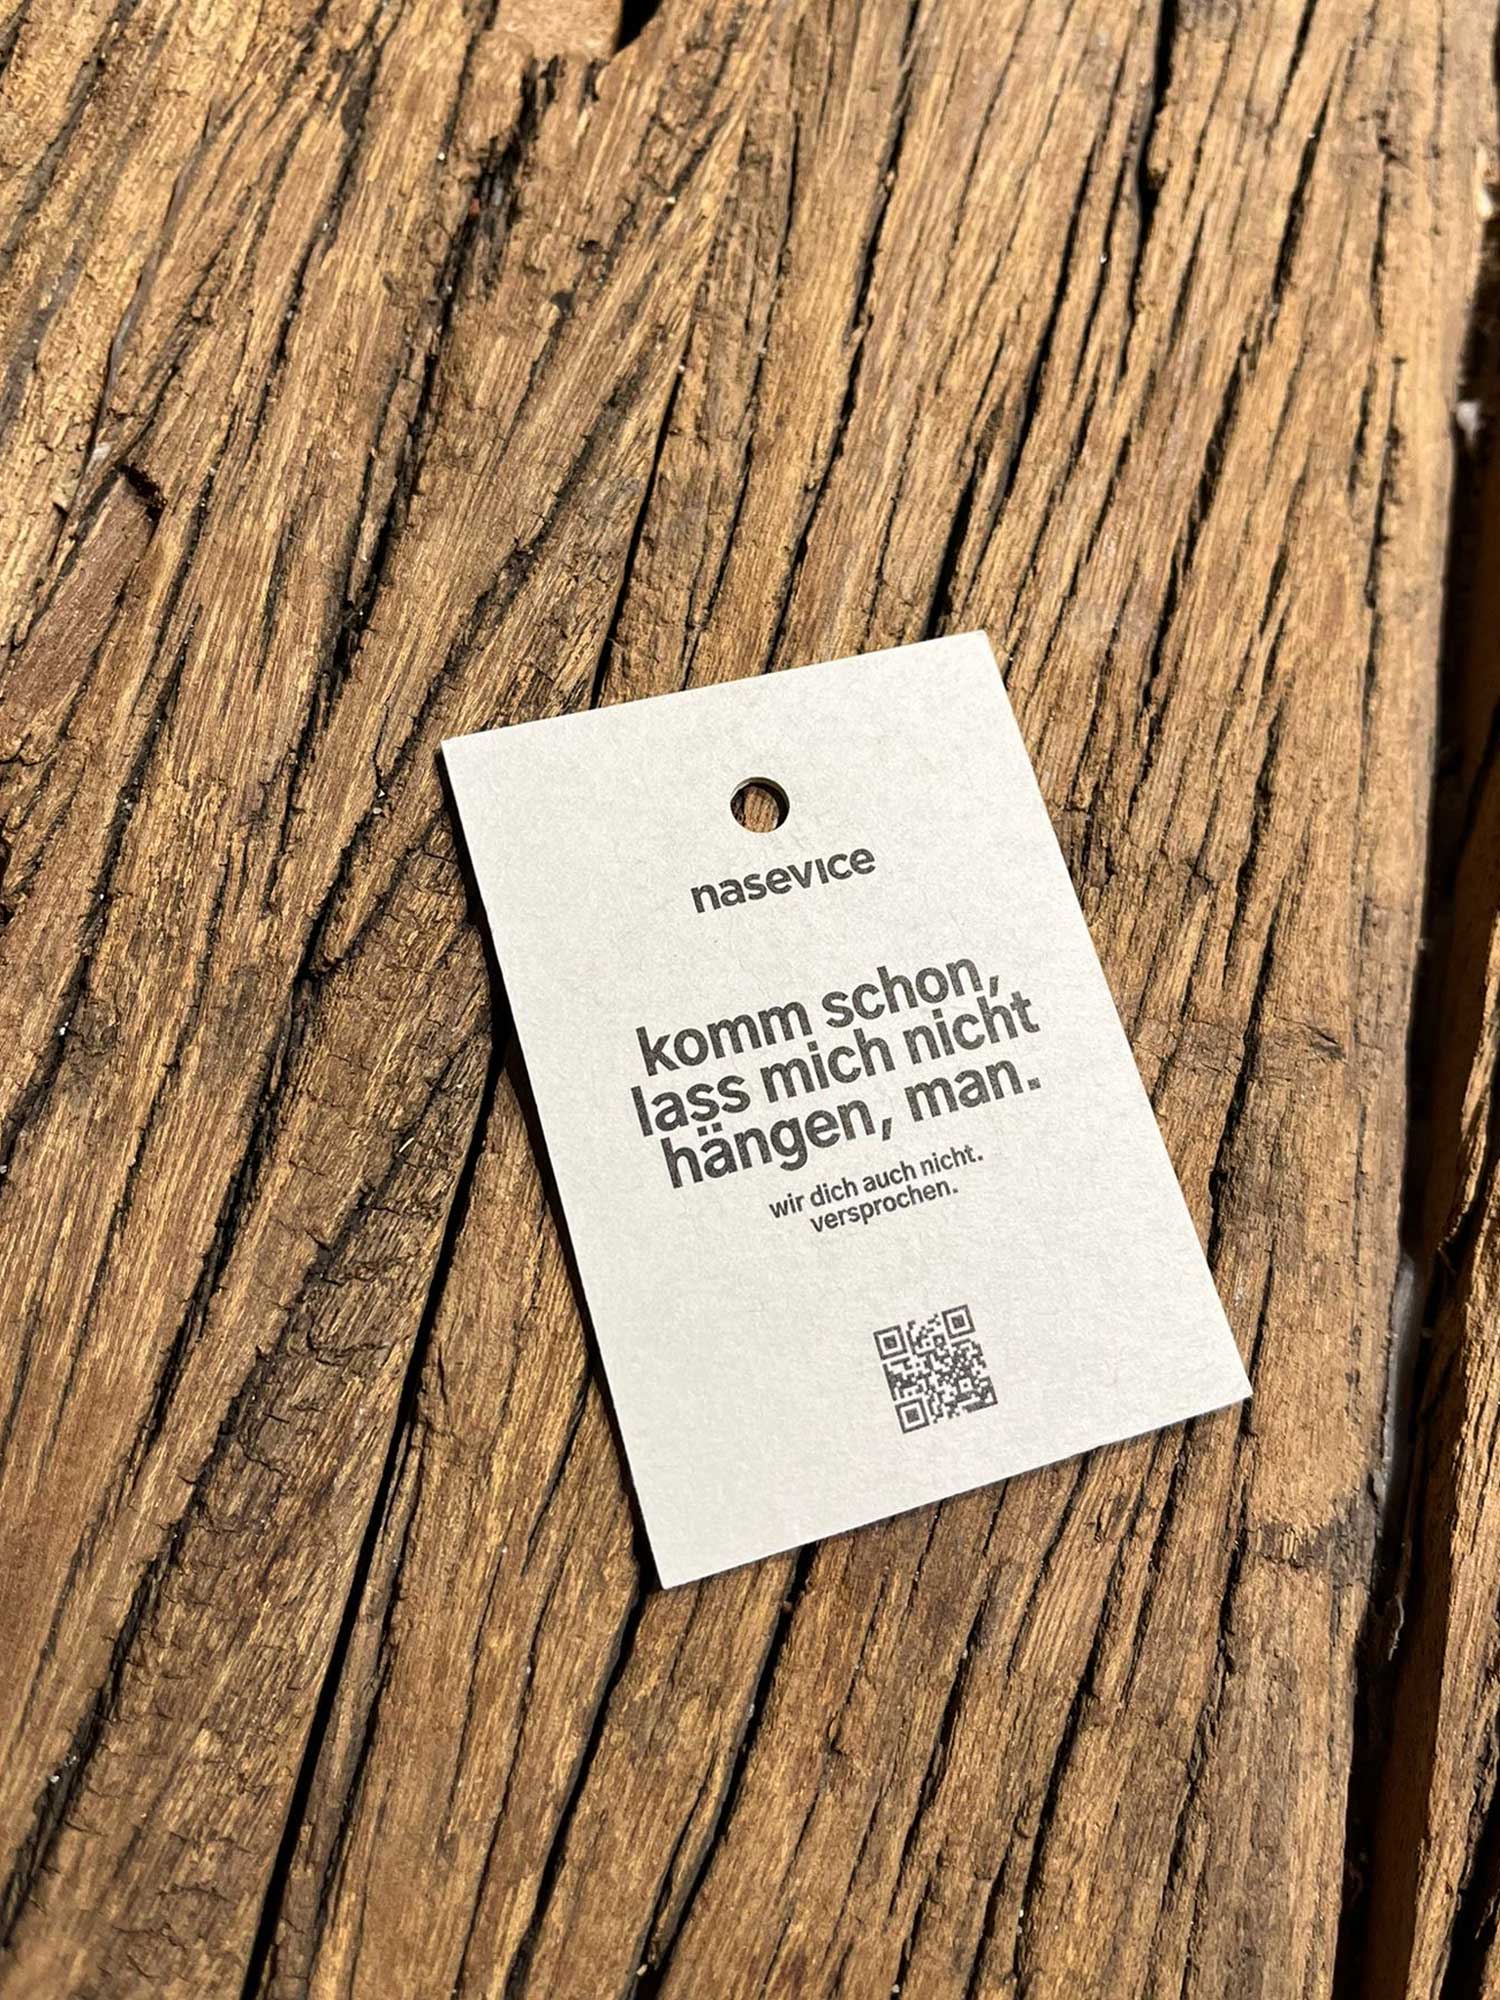 nasevice
komm schon,
lass mich nicht
hängen, man.
wir dich auch nicht.
versprochen.